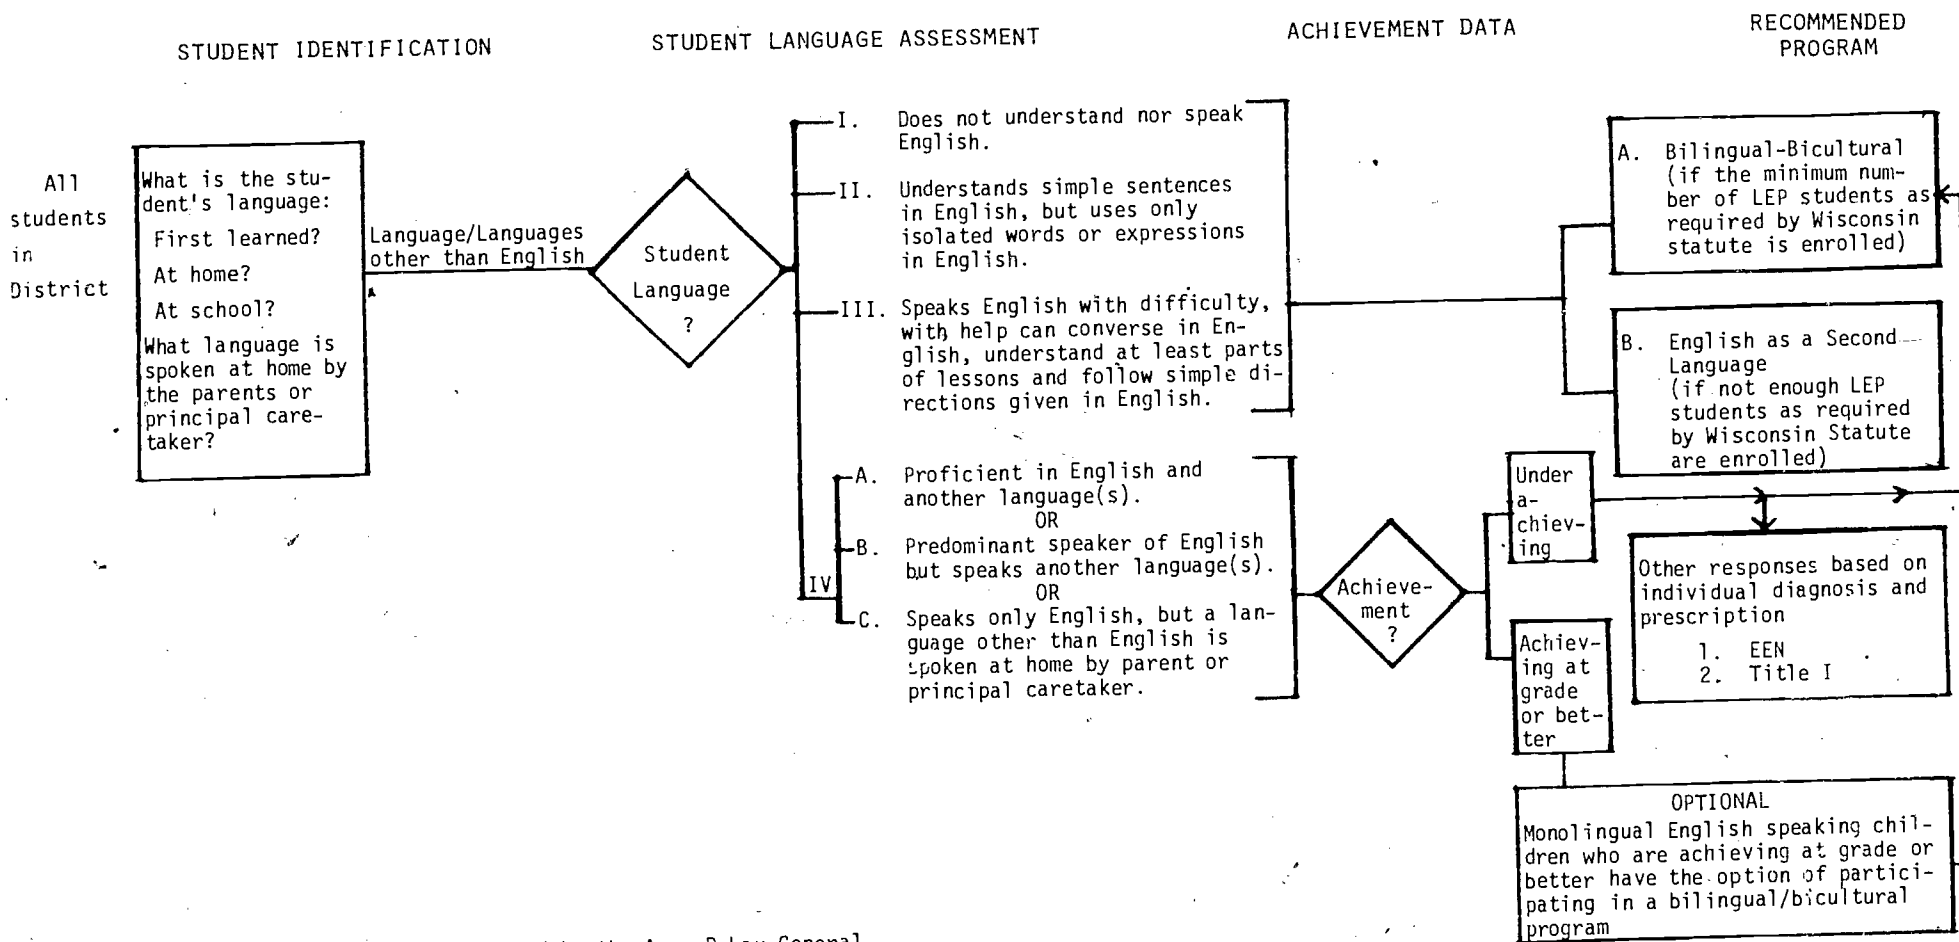 STUDENT IDENTIFICATION
STUDENT LANGUAGE ASSESSMENT
ACHIEVEMENT DATA
RECOMMENDED
PROGRAM
All
students
in
District
What is the stu-
dent's language:
First learned?
At home?
At school?
What language is
spoken at home by
the parents or
principal care-
taker?
Language/Languages
other than English
Student
Language
?
I. Does not understand nor speak
English.
II. Understands simple sentences
in English, but uses only
isolated words or expressions
in English.
III. Speaks English with difficulty,
with help can converse in En-
glish, understand at least parts
of lessons and follow simple di-
rections given in English.
IV
A. Proficient in English and
another language(s).
OR
B. Predominant speaker of English
but speaks another language(s).
OR
C. Speaks only English, but a lan-
guage other than English is
spoken at home by parent or
principal caretaker.
Achieve-
ment
?
Under
a-
chiev-
ing
Achiev-
ing at
grade
or bet-
ter
A. Bilingual-Bicultural
(if the minimum num-
ber of LEP students as
required by Wisconsin
statute is enrolled)
B. English as a Second
Language
(if not enough LEP
students as required
by Wisconsin Statute
are enrolled)
Other responses based on
individual diagnosis and
prescription
1. EEN
2. Title I
OPTIONAL
Monolingual English speaking chil-
dren who are achieving at grade or
better have the option of partici-
pating in a bilingual/bicultural
program
General